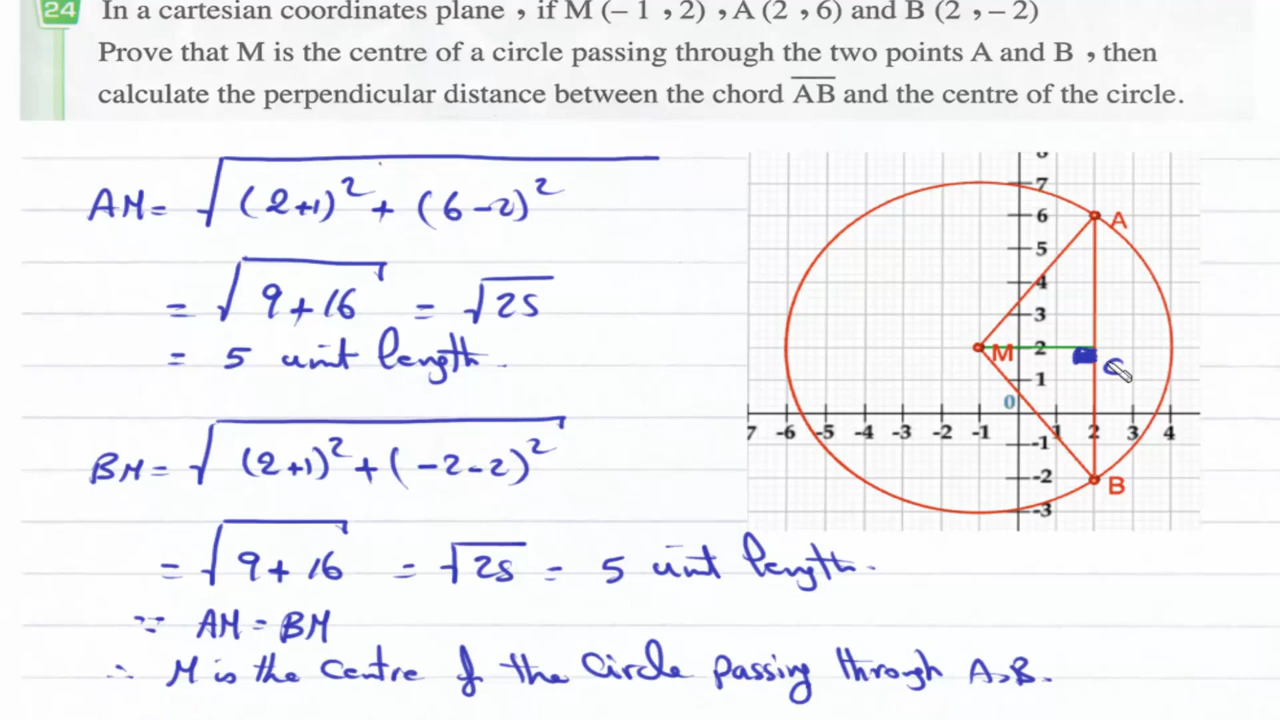 24 In a cartesian coordinates plane , if M (– 1 , 2) , A (2 , 6) and B (2 , – 2)
Prove that M is the centre of a circle passing through the two points A and B , then
calculate the perpendicular distance between the chord A̅B̅ and the centre of the circle.
AM = √(2+1)² + (6-2)²
= √9+16 = √25
= 5 unit length.
BM = √(2+1)² + (-2-2)²
= √9+16 = √25 = 5 unit length.
∵ AM = BM
∴ M is the centre of the circle passing through A, B.
8
7
6 A
5
4
3
M 2 C
1
0
7 -6 -5 -4 -3 -2 -1 1 2 3 4
-1
-2 B
-3